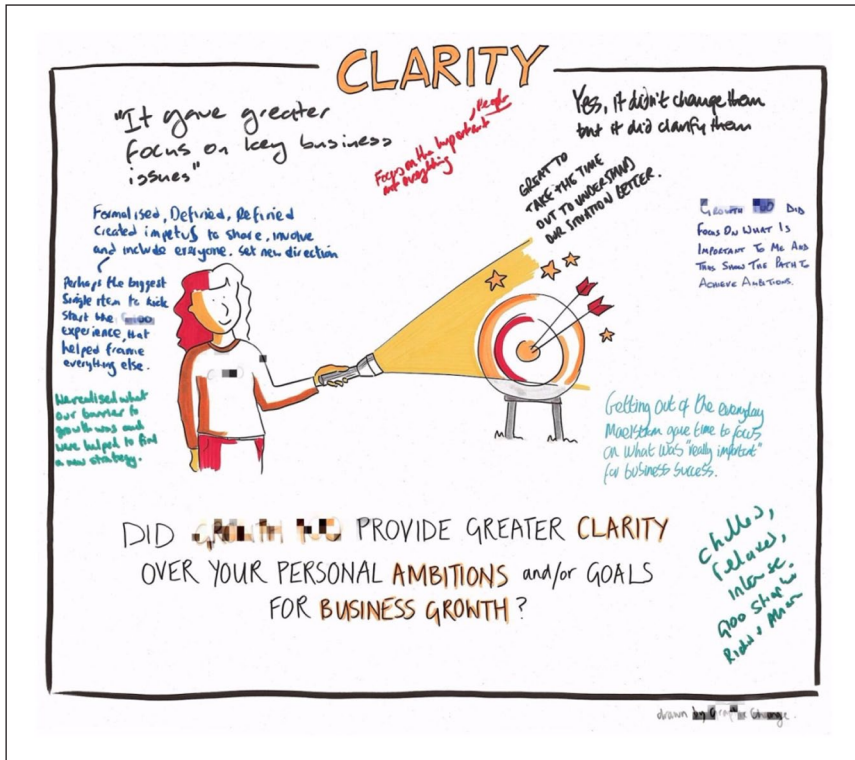 CLARITY
"It gave greater
focus on key business
issues"
Focus on the important
not everything
, people
Yes, it didn't change them
but it did clarify them
GREAT TO
TAKE THE TIME
OUT TO UNDERSTAND
OUR SITUATION BETTER.
Formalised, Defined, Refined
Created impetus to share, involve
and include everyone. Set new direction
GROWTH DID
FOCUS ON WHAT IS
IMPORTANT TO ME AND
THUS SHOW THE PATH TO
ACHIEVE AMBITIONS.
Perhaps the biggest
single item to kick
start the
experience, that
helped frame
everything else.
We realised what
our barrier to
growth was and
were helped to find
a new strategy.
Getting out of the everyday
Maelstrom gave time to focus
on what was "really important"
for business success.
DID GROWTH PROVIDE GREATER CLARITY
OVER YOUR PERSONAL AMBITIONS and/or GOALS
FOR BUSINESS GROWTH?
Chilled,
relaxed,
intense.
drawn by Change.